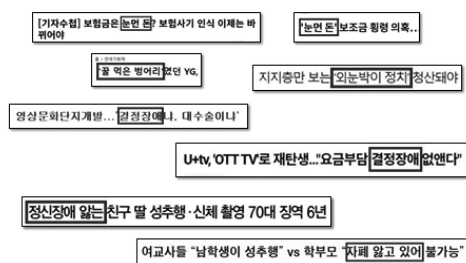 [기자수첩] 보험금은 눈먼 돈? 보험사기 인식 이제는 바
뀌어야
'눈먼 돈' 보조금 횡령 의혹..
'꿀 먹은 벙어리'였던 YG,
지지층만 보는 '외눈박이 정치' 청산돼야
영상문화단지개발...'결정장애냐, 대수술이냐'
U+tv, 'OTT TV'로 재탄생..."요금부담 결정장애 없앤다"
정신장애 앓는 친구 딸 성추행·신체 촬영 70대 징역 6년
여교사들 "남학생이 성추행" vs 학부모 "자폐 앓고 있어 불가능"